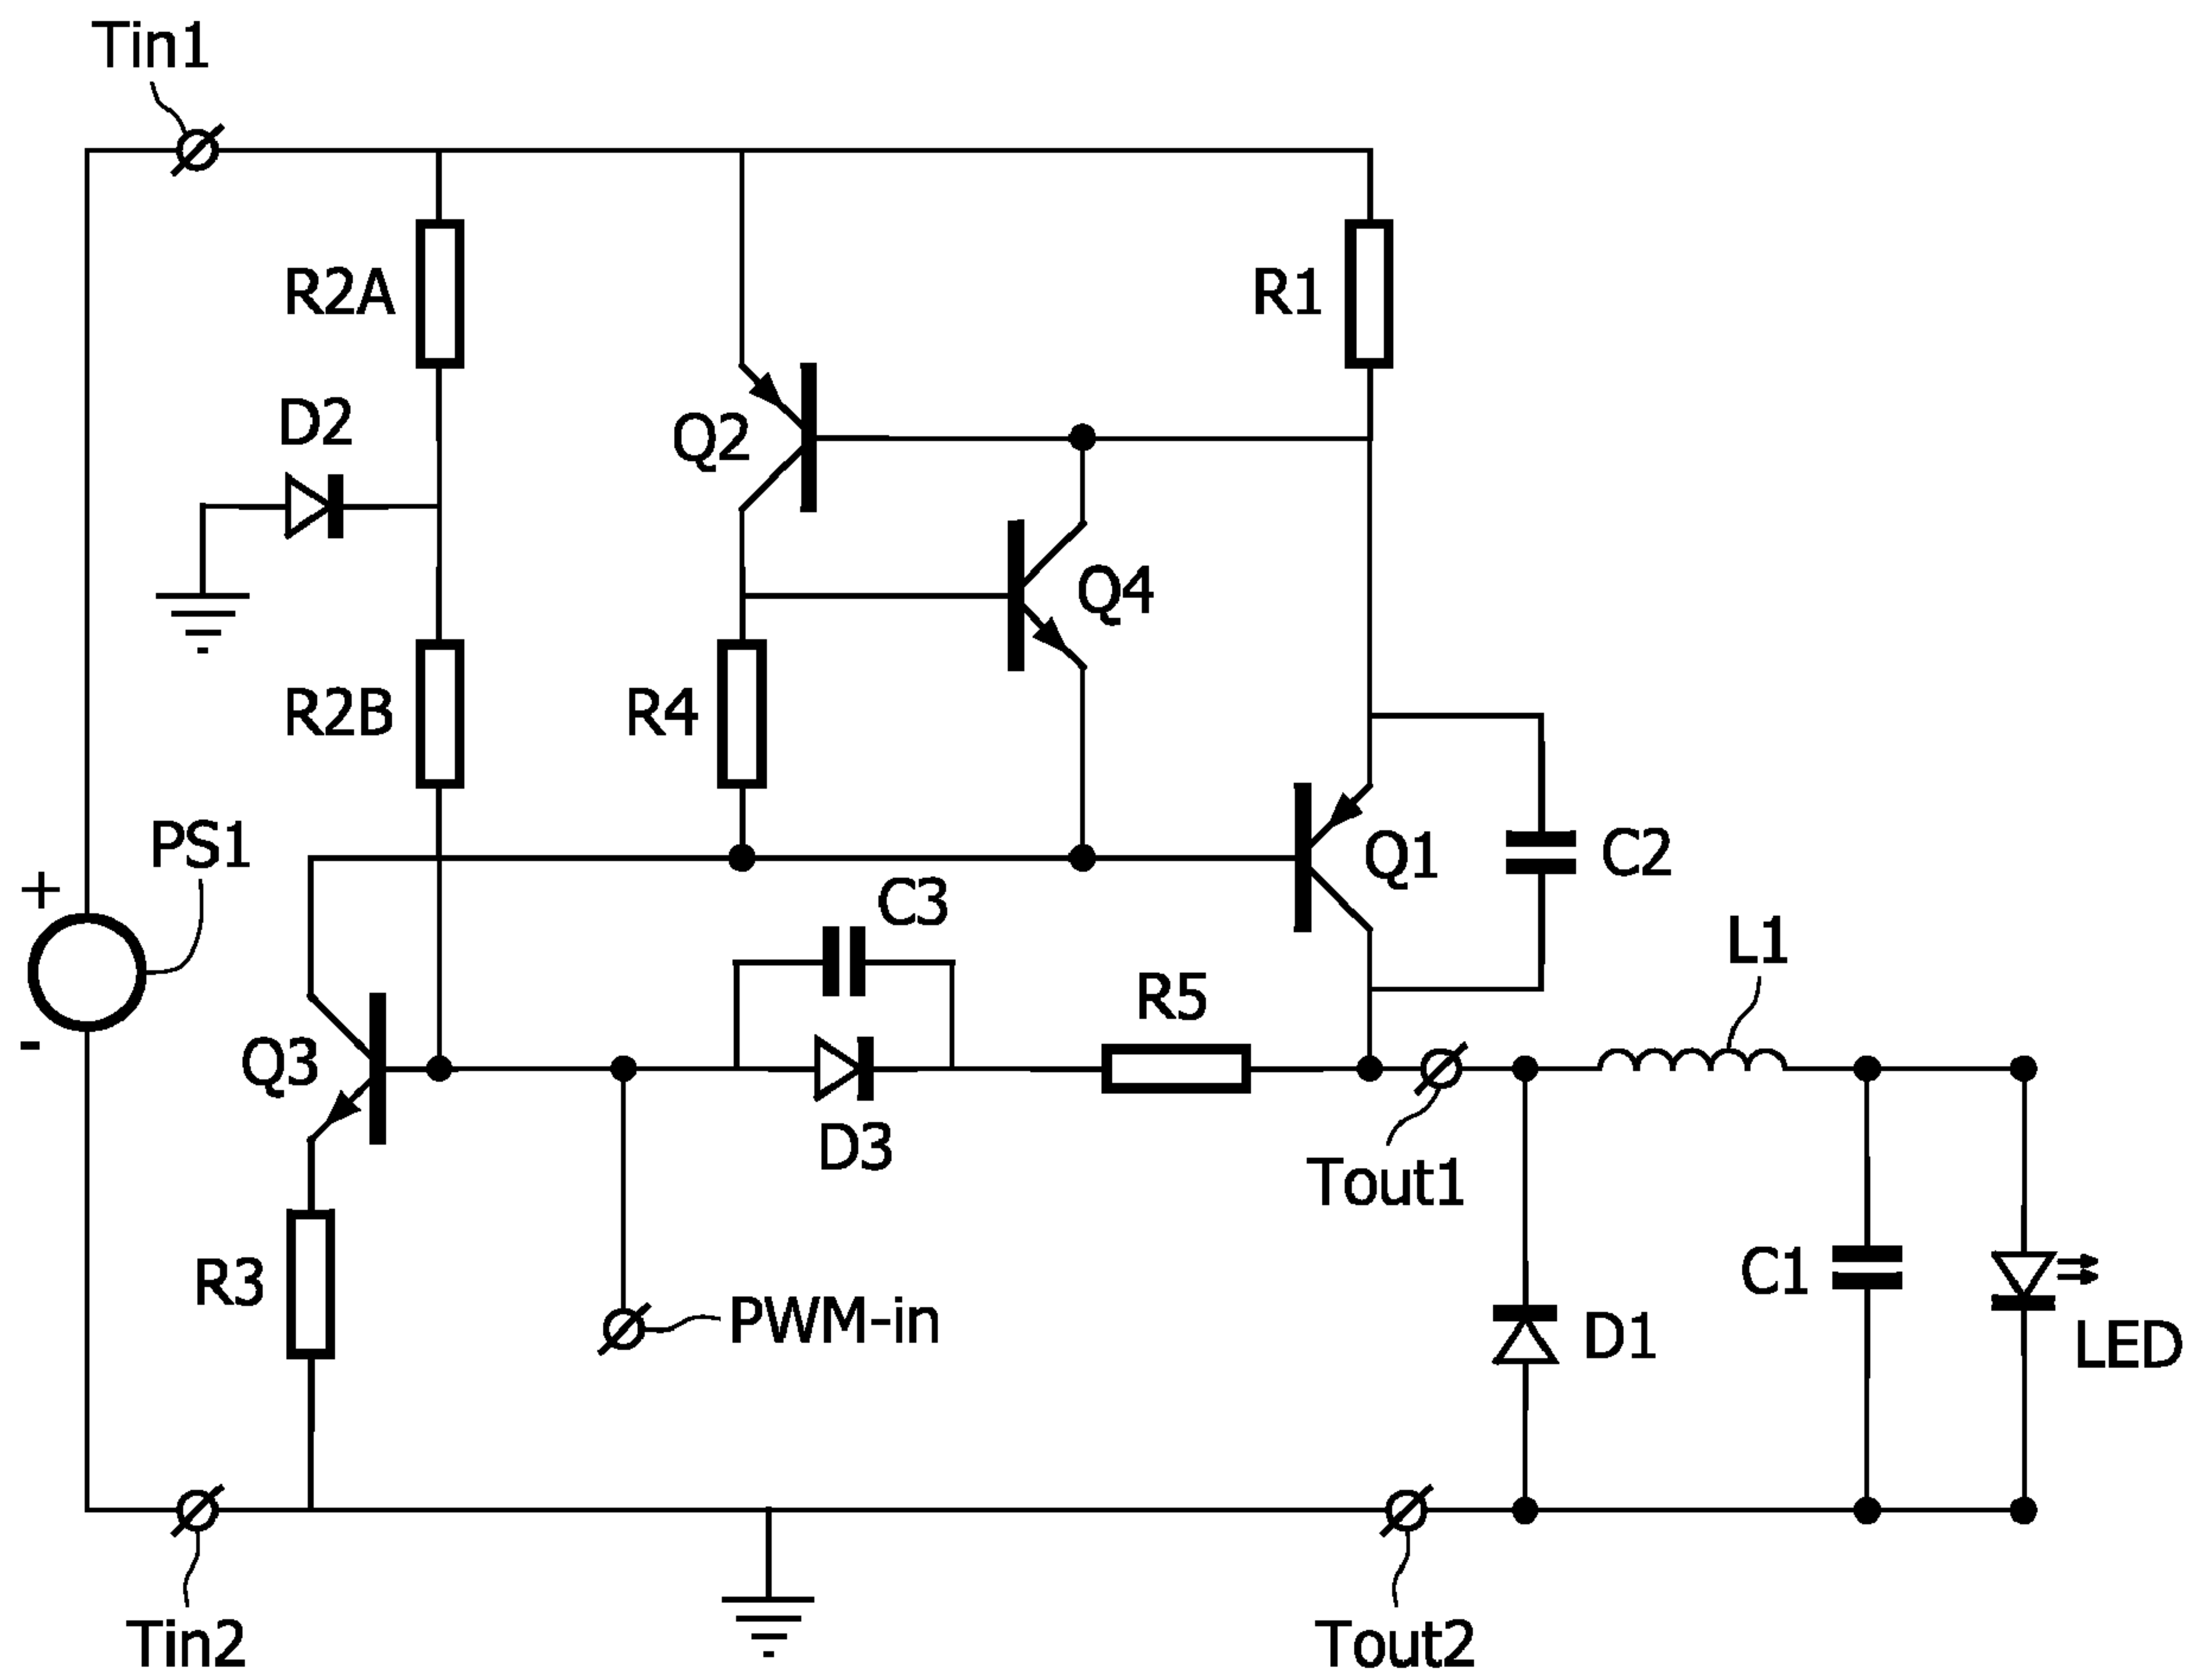 Tin1
R2A
R1
D2
Q2
Q4
R2B
R4
PS1
+
Q1
C2
C3
L1
R5
-
Q3
D3
Tout1
R3
PWM-in
C1
D1
LED
Tin2
Tout2